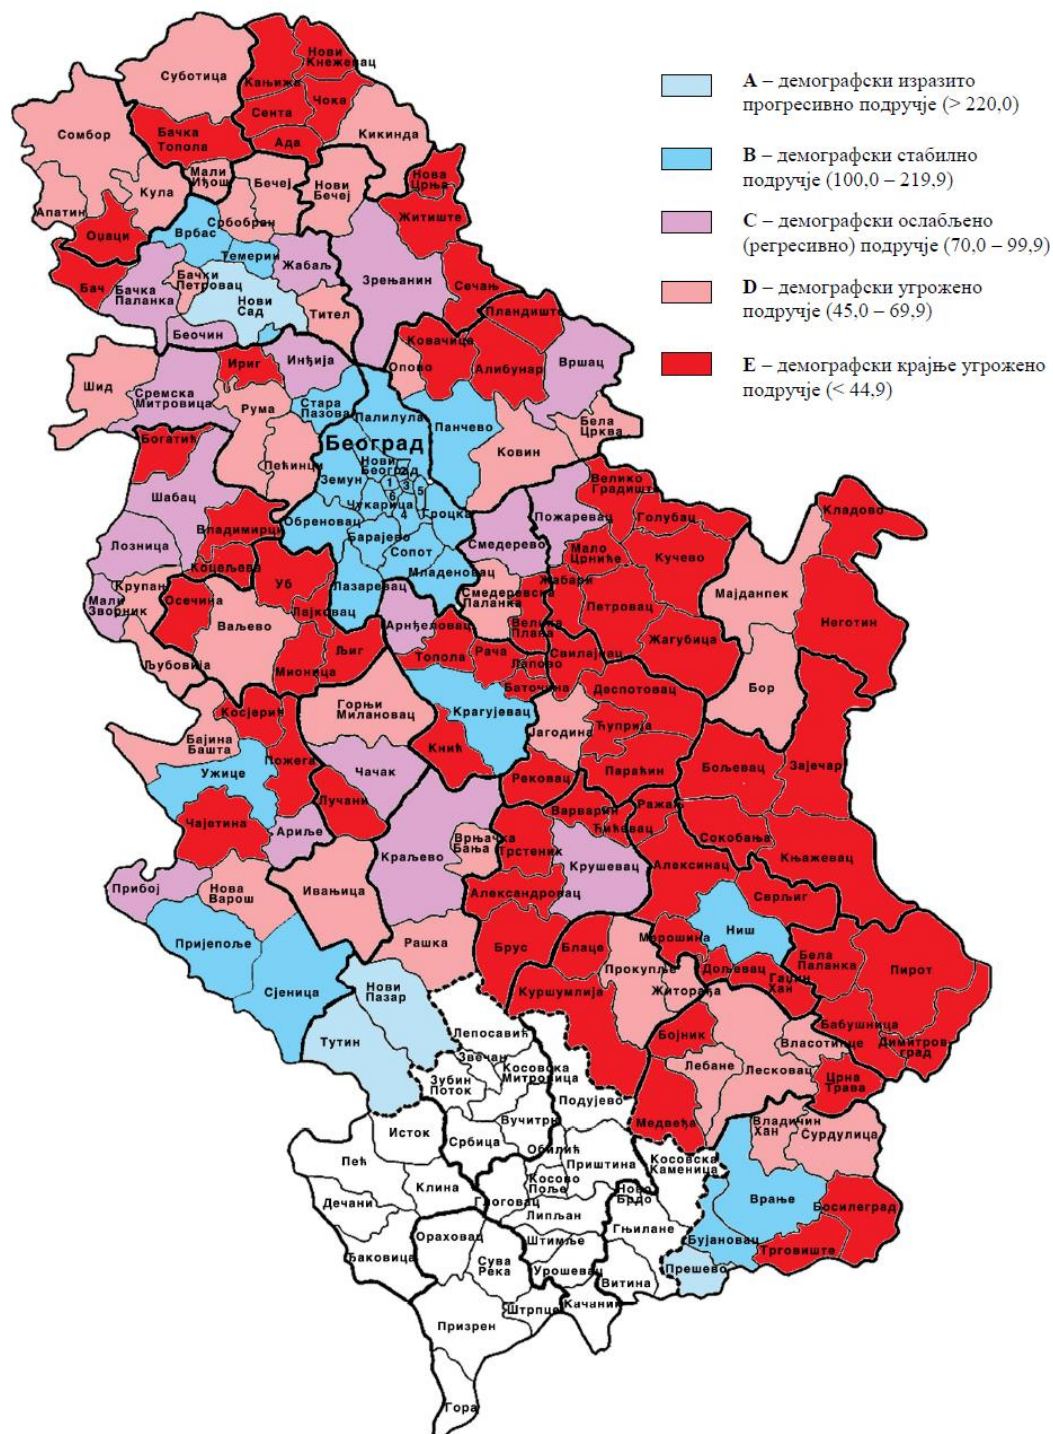 A – демографски изразито
прогресивно подручје (> 220,0)
B – демографски стабилно
подручје (100,0 – 219,9)
C – демографски ослабљено
(регресивно) подручје (70,0 – 99,9)
D – демографски угрожено
подручје (45,0 – 69,9)
E – демографски крајње угрожено
подручје (< 44,9)
Суботица
Кањижа
Нови
Кнежевац
Чока
Сента
Ада
Сомбор
Бачка
Топола
Кикинда
Мали
Иђош
Бечеј
Нови
Бечеј
Нова
Црња
Апатин
Кула
Србобран
Житиште
Оџаци
Врбас
Темерин
Жабаљ
Зрењанин
Бач
Бачка
Паланка
Бачки
Петровац
Нови
Сад
Тител
Сечањ
Беочин
Пландиште
Ковачица
Алибунар
Вршац
Опово
Шид
Сремска
Митровица
Ириг
Инђија
Рума
Стара
Пазова
Палилула
Панчево
Бела
Црква
Ковин
Београд
Богатић
Пећинци
Земун
Нови
Београд
2
1
3
5
6
4
Чукарица
Гроцка
Шабац
Владимирци
Обреновац
Барајево
Сопот
Младеновац
Лазаревац
Смедерево
Пожаревац
Велико
Градиште
Голубац
Кладово
Лозница
Коцељева
Уб
Мало
Црниће
Кучево
Мајданпек
Неготин
Мали
Зворник
Крупањ
Осечина
Лајковац
Ваљево
Аранђеловац
Смедеревска
Паланка
Велика
Плана
Жабари
Петровац
Жагубица
Љубовија
Мионица
Љиг
Топола
Рача
Лапово
Баточина
Свилајнац
Деспотовац
Бор
Косјерић
Горњи
Милановац
Крагујевац
Јагодина
Ћуприја
Бајина
Башта
Ужице
Пожега
Чачак
Кнић
Рековац
Параћин
Бољевац
Зајечар
Чајетина
Ариље
Лучани
Краљево
Врњачка
Бања
Трстеник
Варварин
Ћићевац
Ражањ
Крушевац
Сокобања
Књажевац
Алексинац
Прибој
Нова
Варош
Ивањица
Александровац
Сврљиг
Ниш
Пријепоље
Рашка
Брус
Блаце
Прокупље
Мерошина
Дољевац
Гаџин
Хан
Бела
Паланка
Пирот
Сјеница
Нови
Пазар
Куршумлија
Житорађа
Тутин
Лепосавић
Бојник
Бабушница
Димитров
град
Власотинце
Звечан
Косовска
Митровица
Зубин
Поток
Подујево
Лебане
Лесковац
Црна
Трава
Медвеђа
Вучитрн
Исток
Србица
Владичин
Хан
Сурдулица
Пећ
Обилић
Приштина
Косовска
Каменица
Клина
Косово
Поље
Глоговац
Ново
Брдо
Врање
Босилеград
Дечани
Липљан
Гњилане
Бујановац
Трговиште
Ђаковица
Ораховац
Штимље
Сува
Река
Урошевац
Витина
Прешево
Штрпце
Качаник
Призрен
Гора